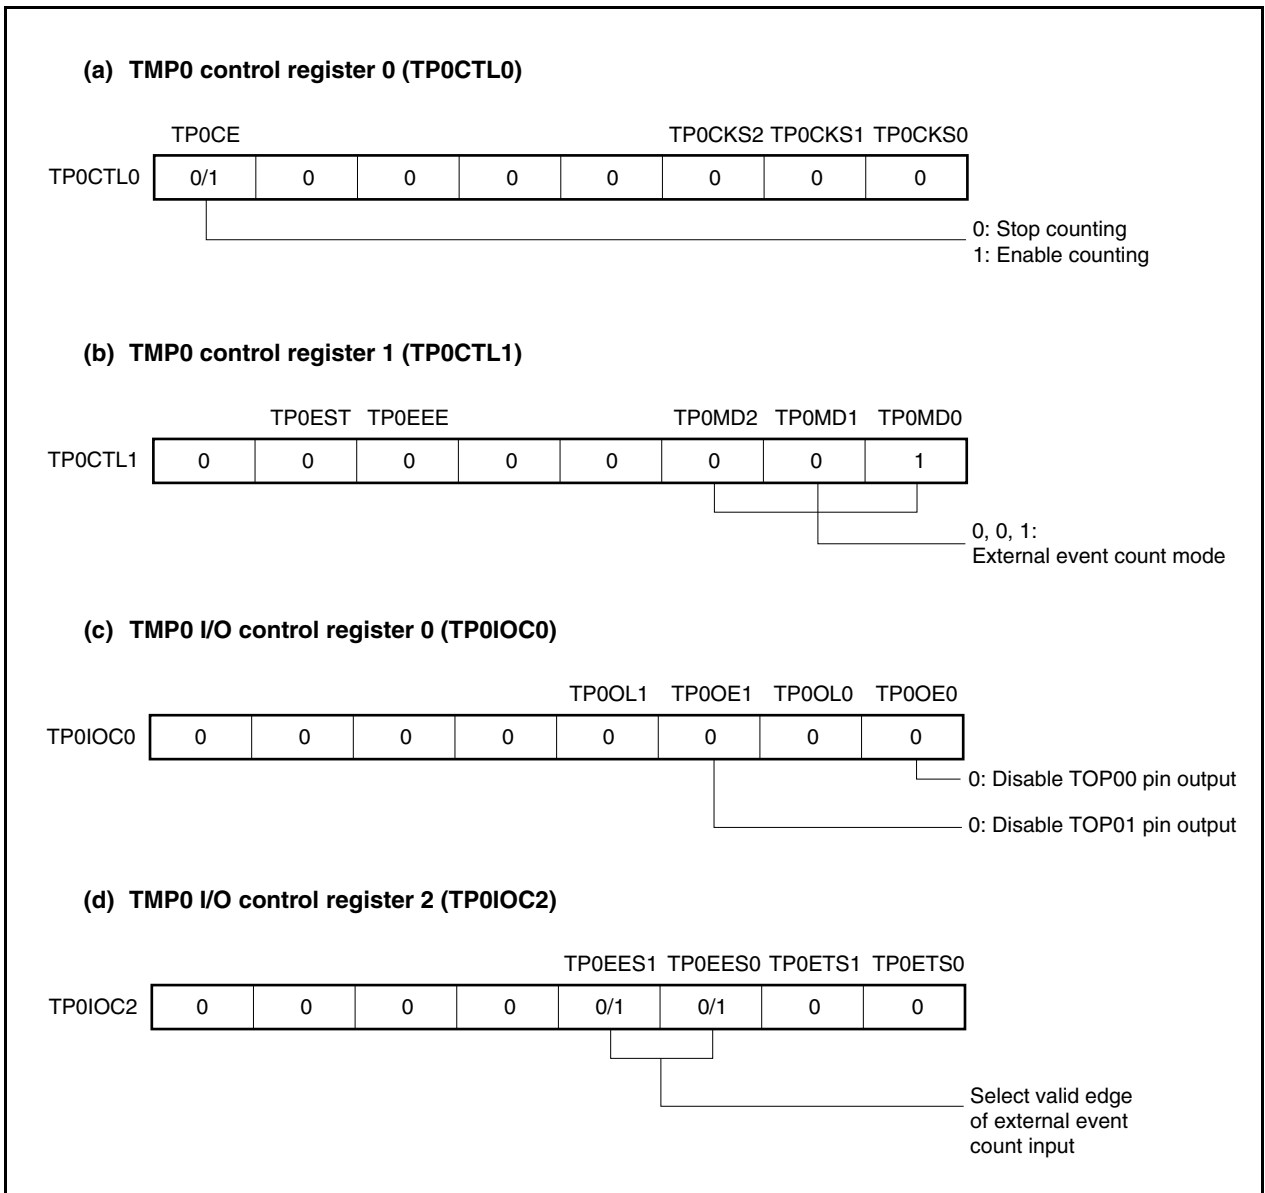 (a) TMP0 control register 0 (TP0CTL0)
TP0CE TP0CKS2 TP0CKS1 TP0CKS0
TP0CTL0 0/1 0 0 0 0 0 0 0
0: Stop counting
1: Enable counting
(b) TMP0 control register 1 (TP0CTL1)
TP0EST TP0EEE TP0MD2 TP0MD1 TP0MD0
TP0CTL1 0 0 0 0 0 0 0 1
0, 0, 1:
External event count mode
(c) TMP0 I/O control register 0 (TP0IOC0)
TP0OL1 TP0OE1 TP0OL0 TP0OE0
TP0IOC0 0 0 0 0 0 0 0 0
0: Disable TOP00 pin output
0: Disable TOP01 pin output
(d) TMP0 I/O control register 2 (TP0IOC2)
TP0EES1 TP0EES0 TP0ETS1 TP0ETS0
TP0IOC2 0 0 0 0 0/1 0/1 0 0
Select valid edge
of external event
count input